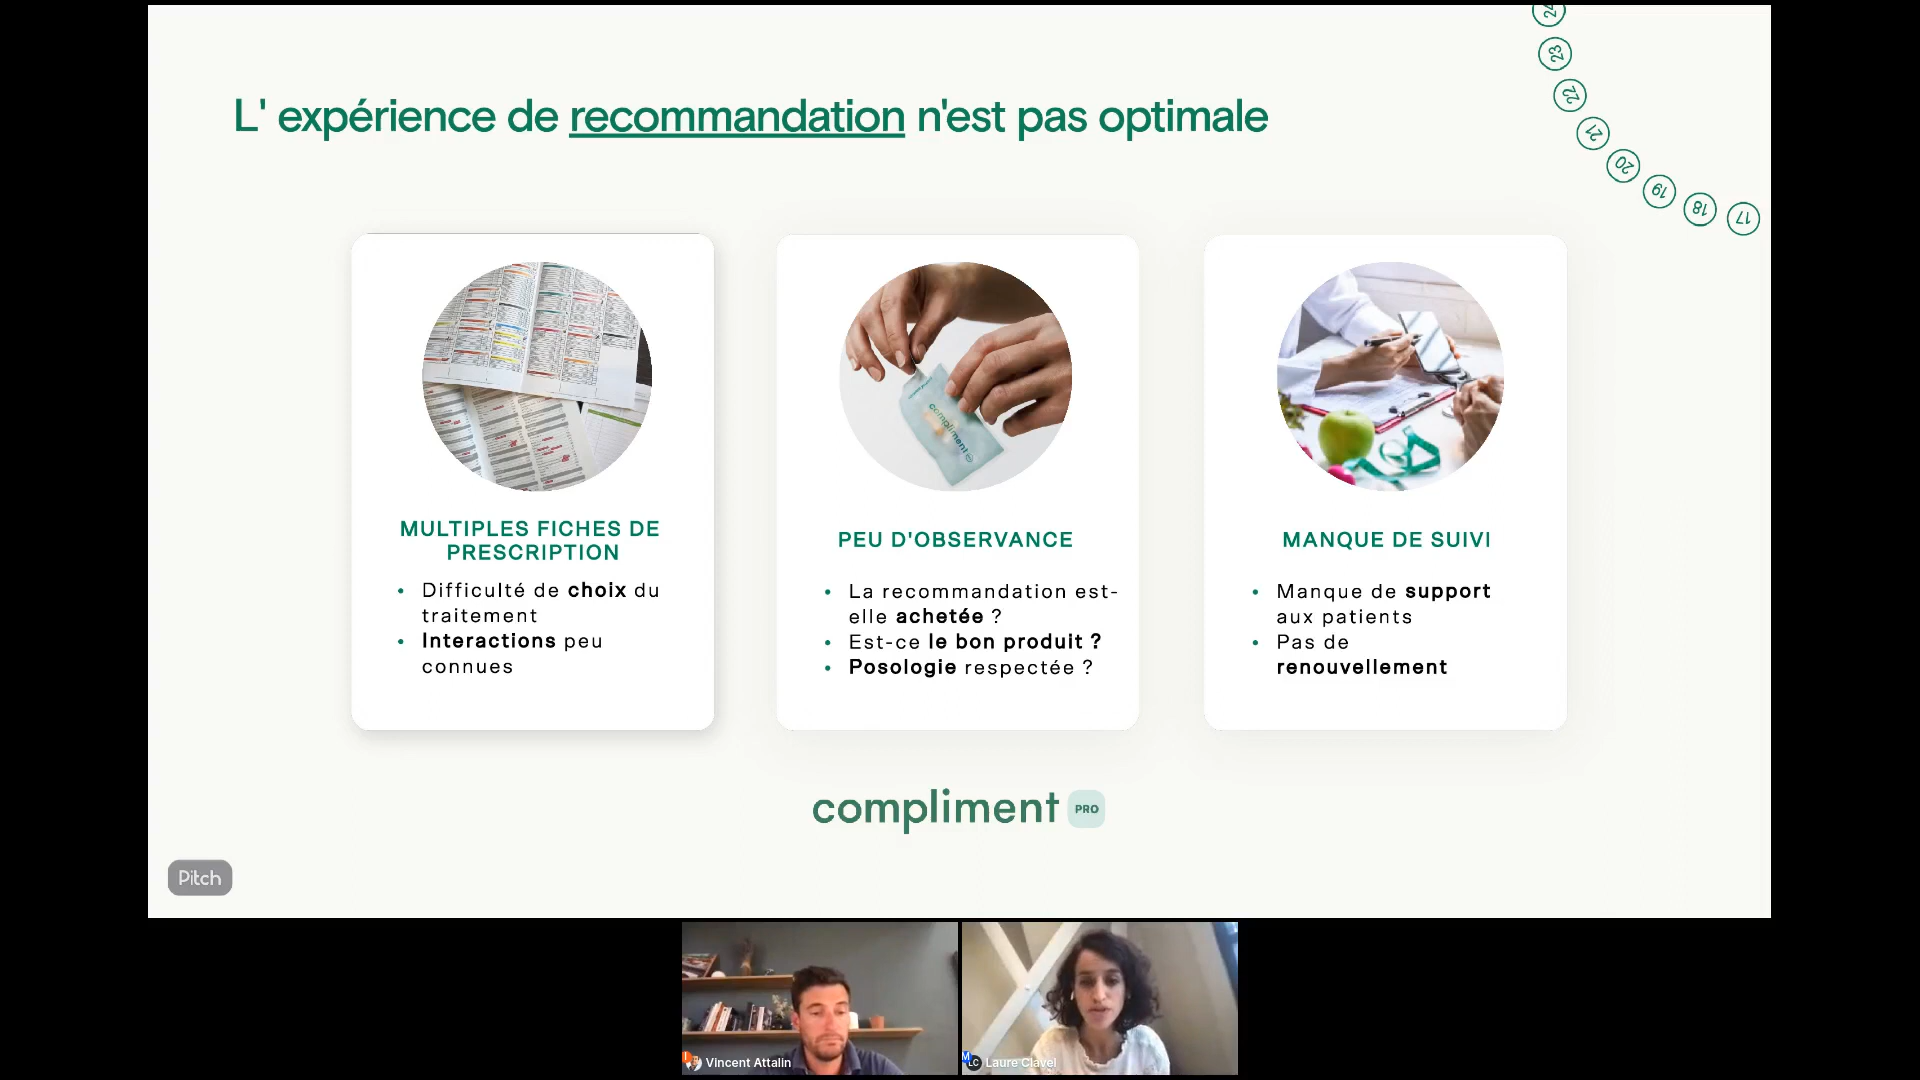 24
23
22
21
20
19
18
17
L' expérience de recommandation n'est pas optimale
MULTIPLES FICHES DE
PRESCRIPTION
• Difficulté de choix du
traitement
• Interactions peu
connues
compliment
PEU D'OBSERVANCE
• La recommandation est-
elle achetée ?
• Est-ce le bon produit ?
• Posologie respectée ?
MANQUE DE SUIVI
• Manque de support
aux patients
• Pas de
renouvellement
compliment PRO
Pitch
Vincent Attalin
LC Laure Clavel